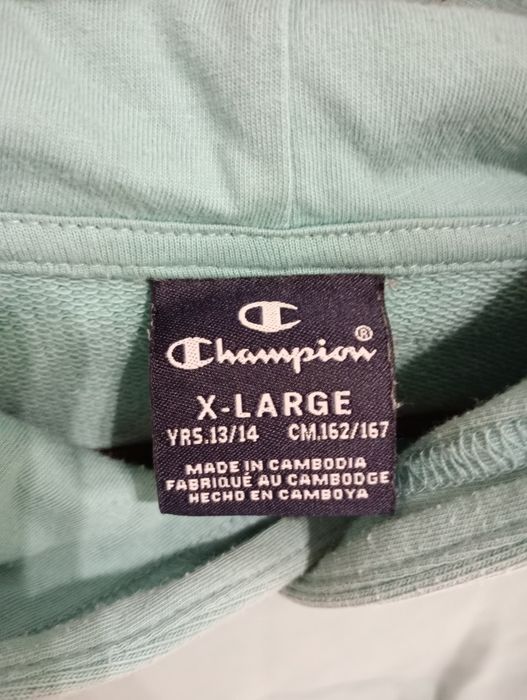 Champion®
X-LARGE
YRS.13/14 CM.162/167
MADE IN CAMBODIA
FABRIQUÉ AU CAMBODGE
HECHO EN CAMBOYA